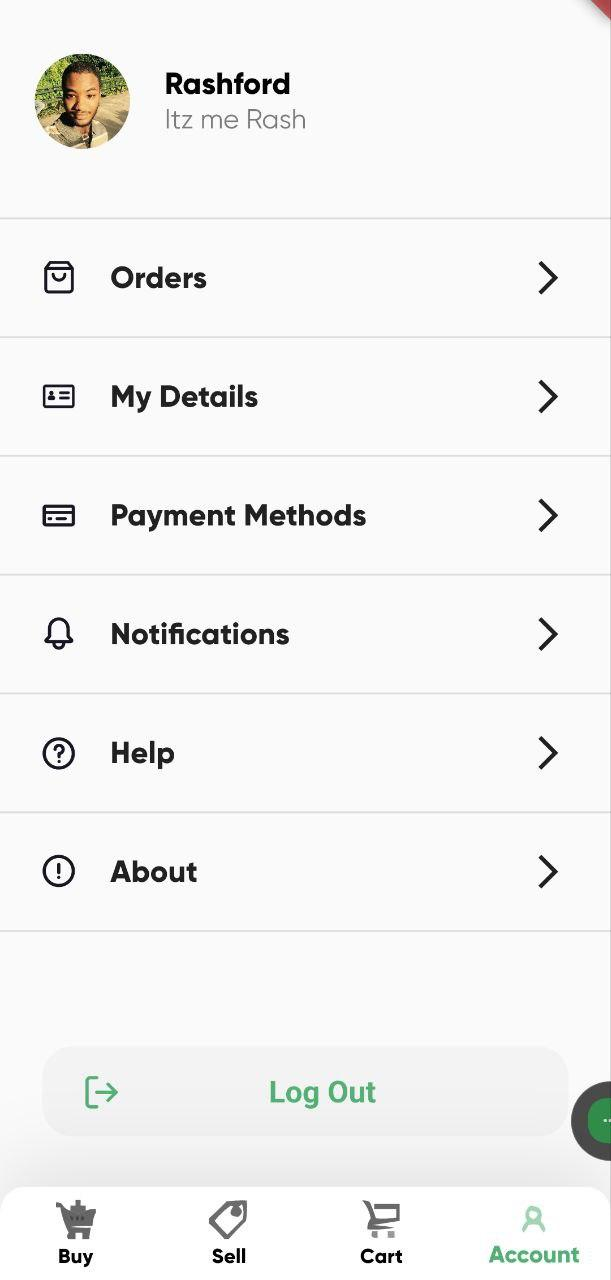 Rashford
Itz me Rash
Orders
My Details
Payment Methods
Notifications
Help
About
Log Out
Buy
Sell
Cart
Account